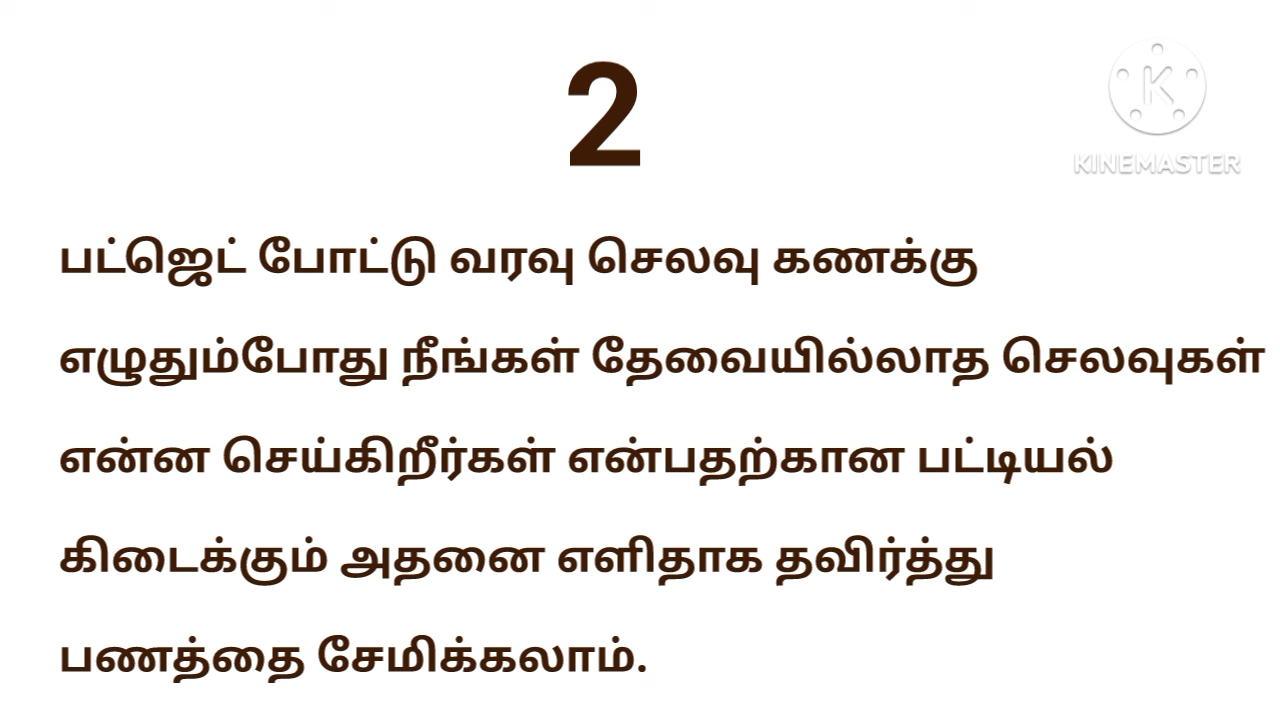 2
KINEMASTER
பட்ஜெட் போட்டு வரவு செலவு கணக்கு
எழுதும்போது நீங்கள் தேவையில்லாத செலவுகள்
என்ன செய்கிறீர்கள் என்பதற்கான பட்டியல்
கிடைக்கும் அதனை எளிதாக தவிர்த்து
பணத்தை சேமிக்கலாம்.